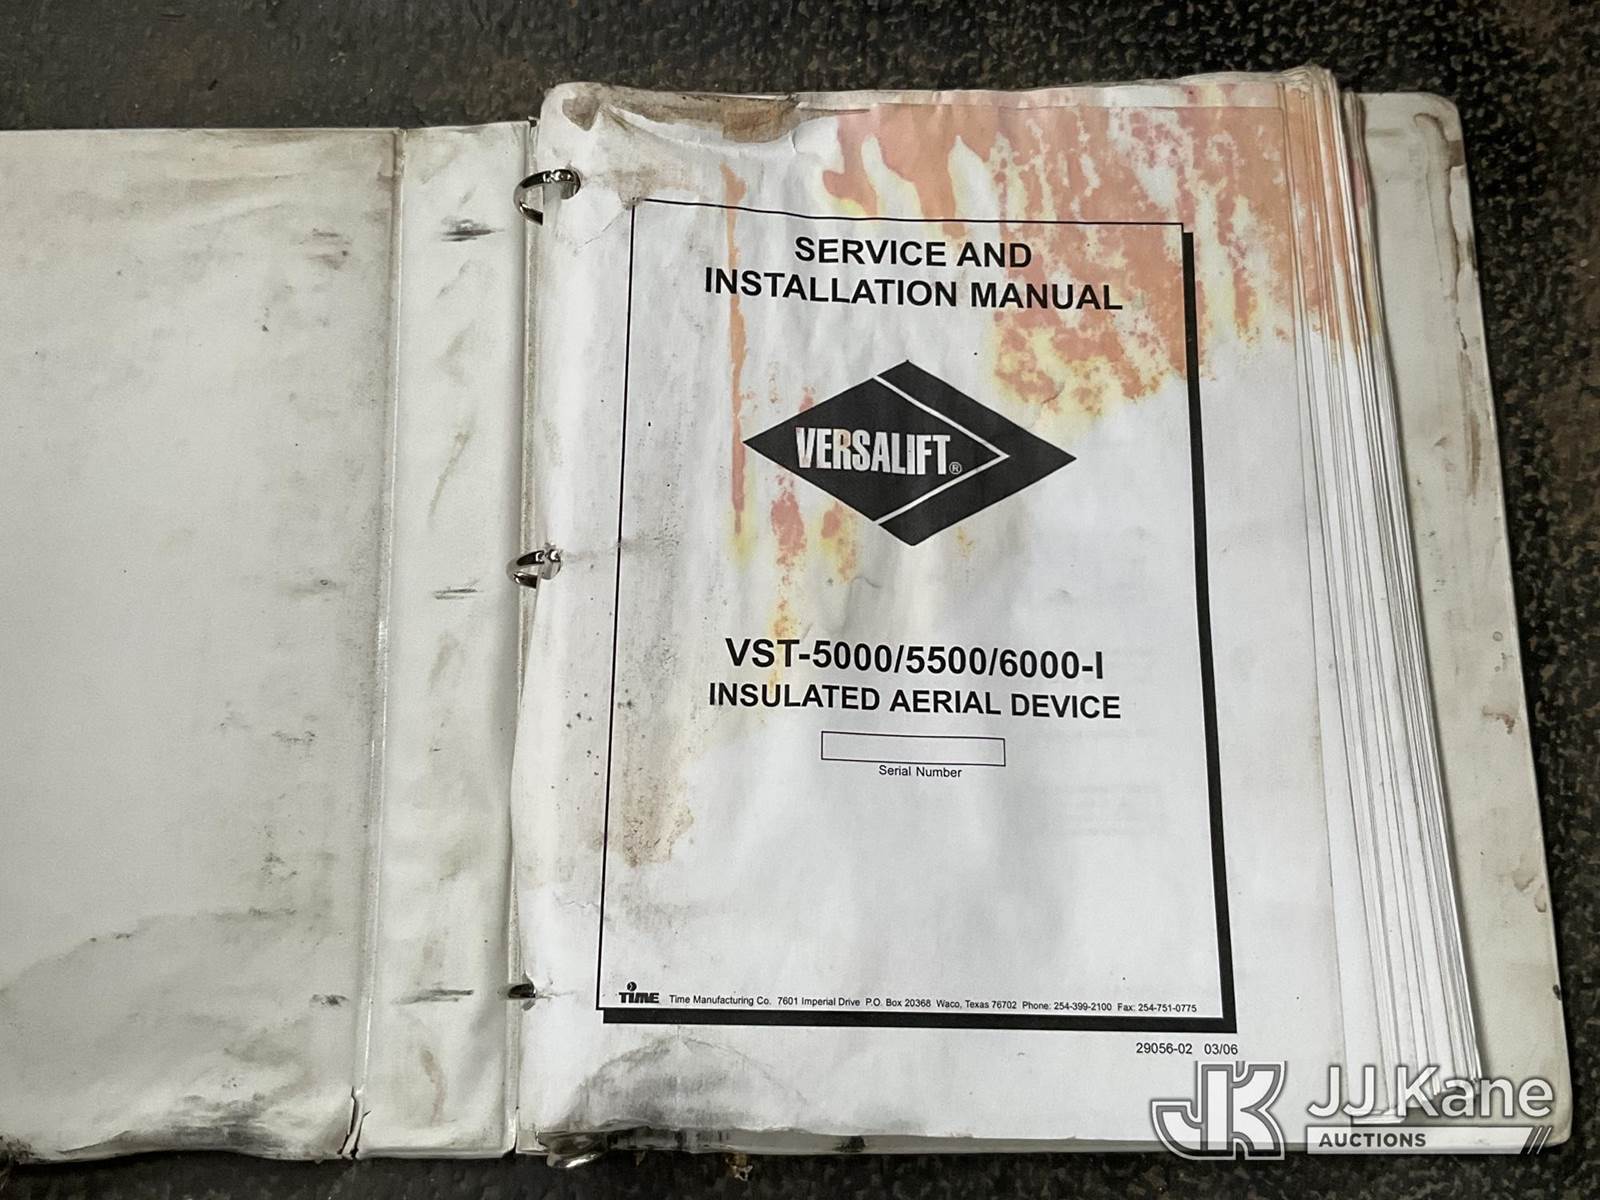 SERVICE AND
INSTALLATION MANUAL
VERSALIFT®
VST-5000/5500/6000-I
INSULATED AERIAL DEVICE
Serial Number
TIME Time Manufacturing Co. 7601 Imperial Drive P.O. Box 20368 Waco, Texas 76702 Phone: 254-399-2100 Fax: 254-751-0775
29056-02 03/06
JK JJ Kane
AUCTIONS